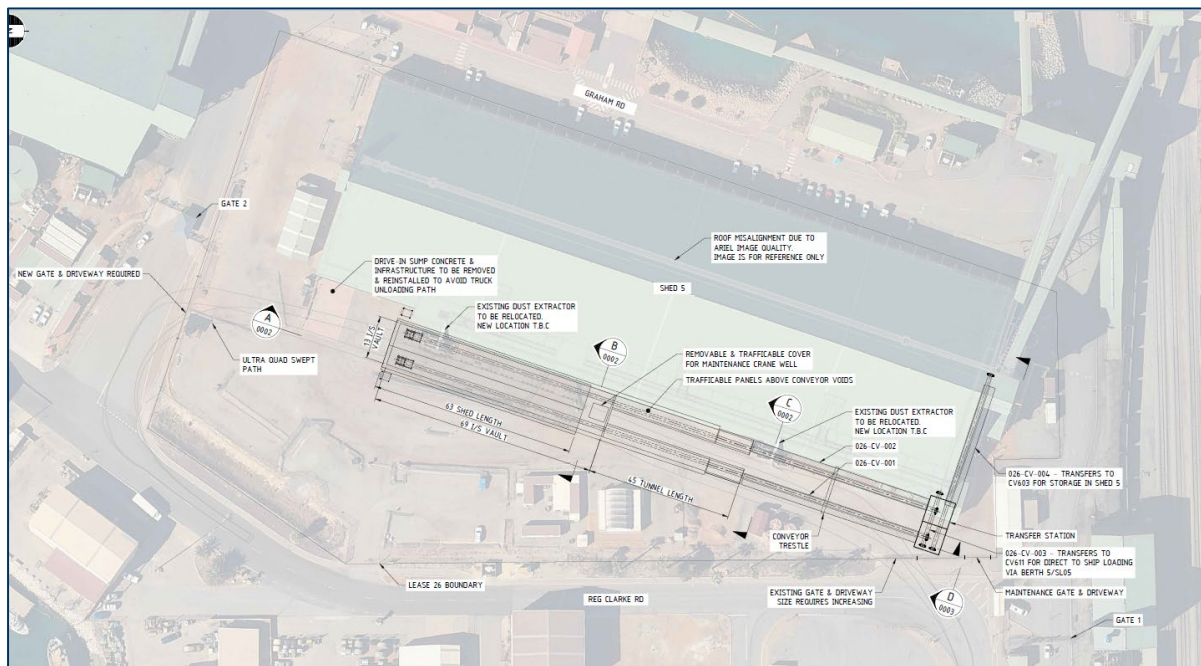 GRAHAM RD
GATE 2
ROOF MISALIGNMENT DUE TO
ARIEL IMAGE QUALITY.
IMAGE IS FOR REFERENCE ONLY
DRIVE-IN SUMP CONCRETE &
INFRASTRUCTURE TO BE REMOVED
& REINSTALLED TO AVOID TRUCK
UNLOADING PATH
NEW GATE & DRIVEWAY REQUIRED
SHED 5
EXISTING DUST EXTRACTOR
TO BE RELOCATED.
NEW LOCATION T.B.C
A
0002
13 I/S
VAULT
B
0002
ULTRA QUAD SWEPT
PATH
REMOVABLE & TRAFFICABLE COVER
FOR MAINTENANCE CRANE WELL
TRAFFICABLE PANELS ABOVE CONVEYOR VOIDS
C
0002
63 SHED LENGTH
69 I/S VAULT
EXISTING DUST EXTRACTOR
TO BE RELOCATED.
NEW LOCATION T.B.C
026-CV-002
026-CV-001
45 TUNNEL LENGTH
026-CV-004 - TRANSFERS TO
CV603 FOR STORAGE IN SHED 5
CONVEYOR
TRESTLE
TRANSFER STATION
026-CV-003 - TRANSFERS TO
CV611 FOR DIRECT TO SHIP LOADING
VIA BERTH 5/SL05
LEASE 26 BOUNDARY
EXISTING GATE & DRIVEWAY
SIZE REQUIRES INCREASING
MAINTENANCE GATE & DRIVEWAY
REG CLARKE RD
D
0003
GATE 1